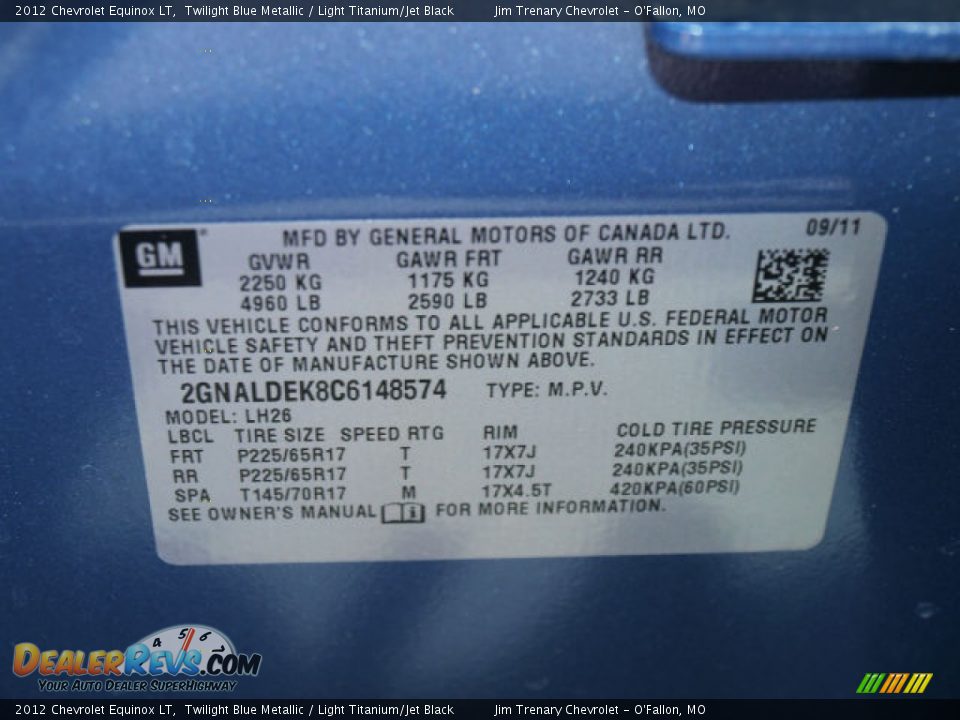 2012 Chevrolet Equinox LT, Twilight Blue Metallic / Light Titanium/Jet Black Jim Trenary Chevrolet - O'Fallon, MO
GM MFD BY GENERAL MOTORS OF CANADA LTD. 09/11
GVWR GAWR FRT GAWR RR
2250 KG 1175 KG 1240 KG
4960 LB 2590 LB 2733 LB
THIS VEHICLE CONFORMS TO ALL APPLICABLE U.S. FEDERAL MOTOR
VEHICLE SAFETY AND THEFT PREVENTION STANDARDS IN EFFECT ON
THE DATE OF MANUFACTURE SHOWN ABOVE.
2GNALDEK8C6148574 TYPE: M.P.V.
MODEL: LH26
LBCL TIRE SIZE SPEED RTG RIM COLD TIRE PRESSURE
FRT P225/65R17 T 17X7J 240KPA(35PSI)
RR P225/65R17 T 17X7J 240KPA(35PSI)
SPA T145/70R17 M 17X4.5T 420KPA(60PSI)
SEE OWNER'S MANUAL FOR MORE INFORMATION.
4 5 6
DEALERREVS.COM
YOUR AUTO DEALER SUPERHIGHWAY
2012 Chevrolet Equinox LT, Twilight Blue Metallic / Light Titanium/Jet Black Jim Trenary Chevrolet - O'Fallon, MO